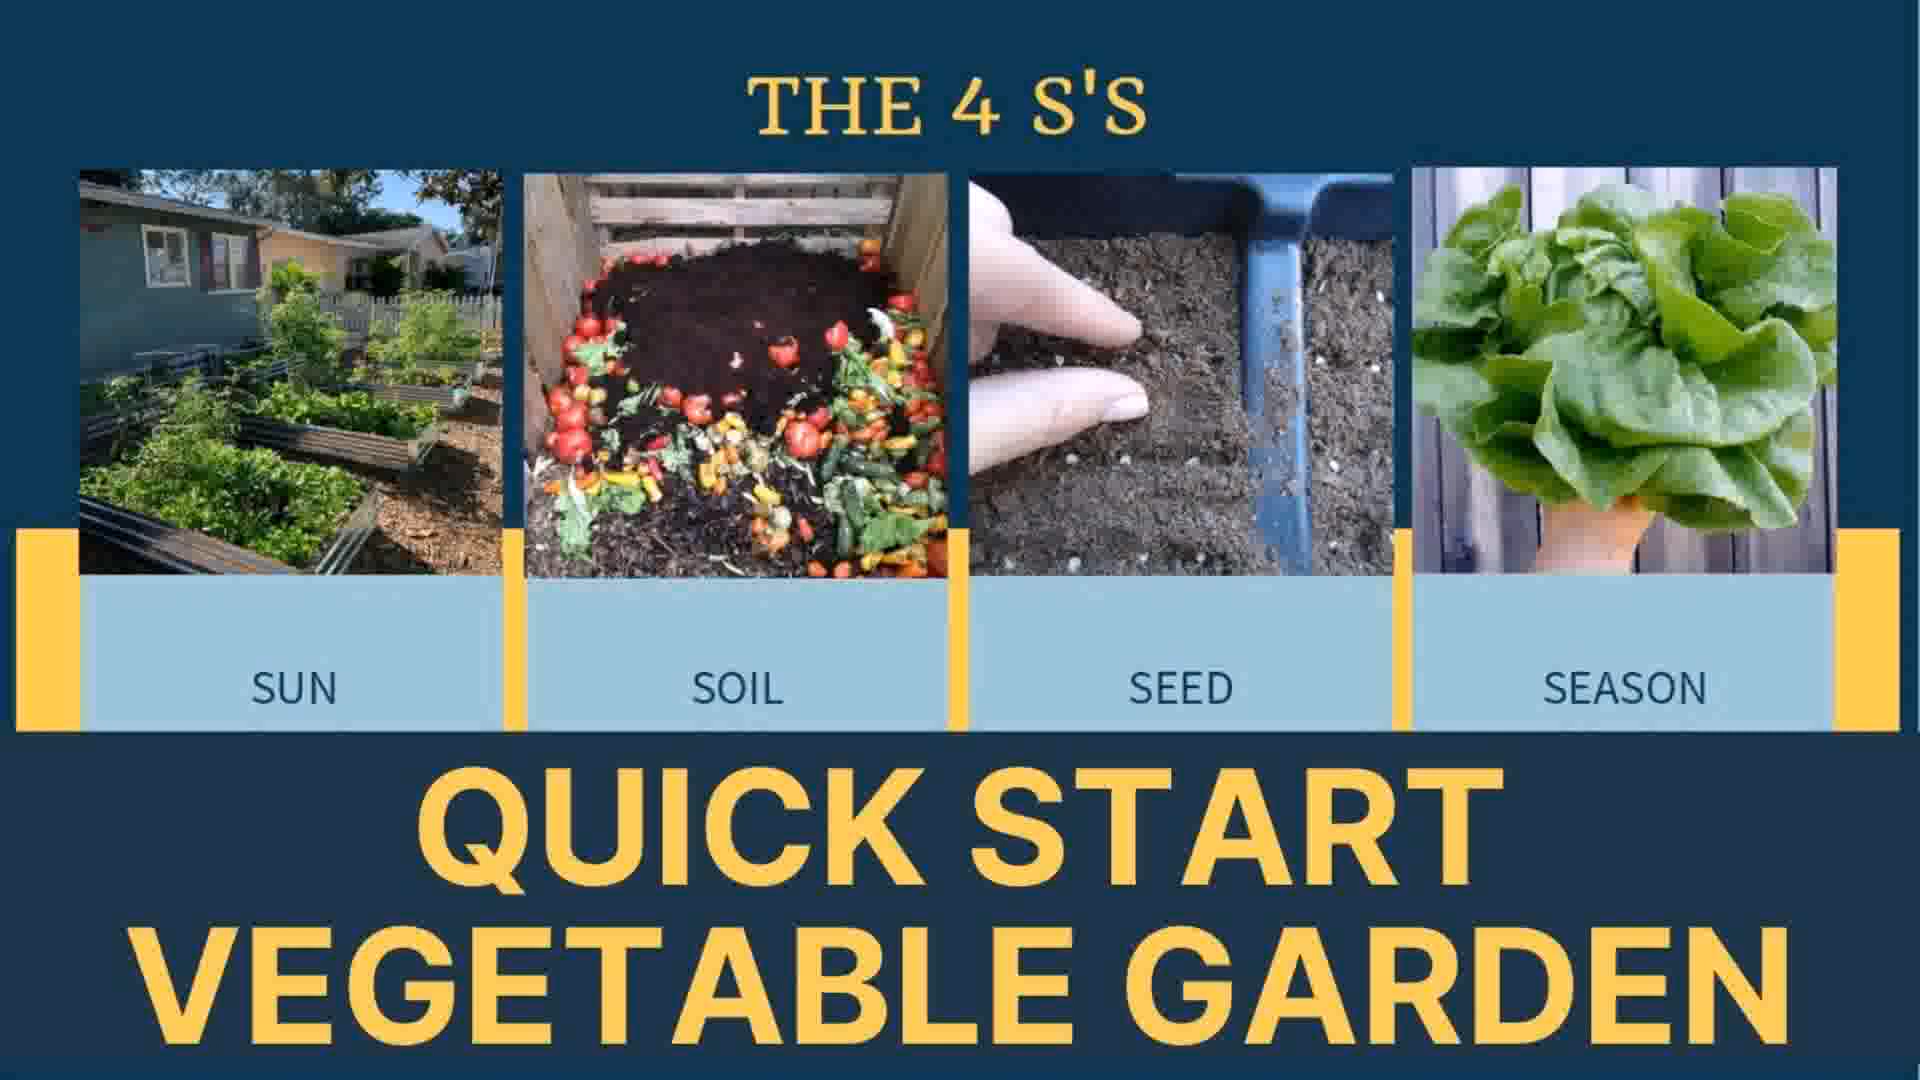 THE 4 S'S
SUN
SOIL
SEED
SEASON
QUICK START
VEGETABLE GARDEN